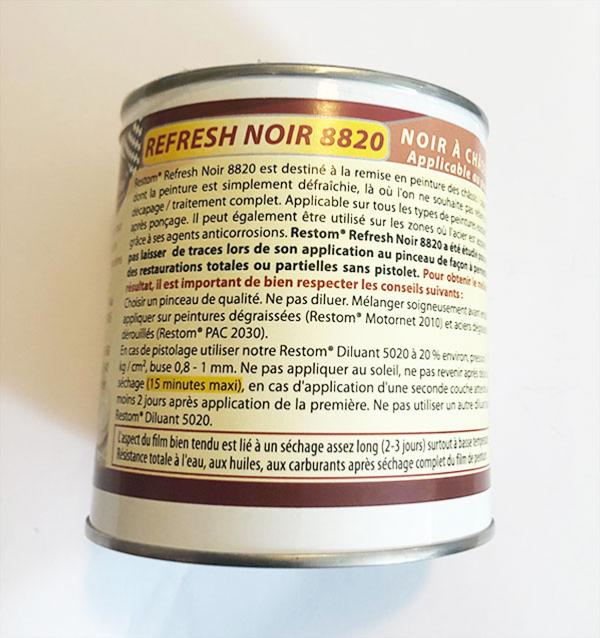 REFRESH NOIR 8820
NOIR À
Applicable
Restom® Refresh Noir 8820 est destiné à la remise en peinture des
dont la peinture est simplement défraîchie, là où l'on ne souhaite pas
décapage / traitement complet. Applicable sur tous les types de peintures,
après ponçage. Il peut également être utilisé sur les zones où l'acier est
grâce à ses agents anticorrosions. Restom® Refresh Noir 8820 a été étudié
pas laisser de traces lors de son application au pinceau de façon à
des restaurations totales ou partielles sans pistolet. Pour obtenir le
résultat, il est important de bien respecter les conseils suivants :
Choisir un pinceau de qualité. Ne pas diluer. Mélanger soigneusement
appliquer sur peintures dégraissées (Restom® Motornet 2010) et aciers
dérouillés (Restom® PAC 2030).
En cas de pistolage utiliser notre Restom® Diluant 5020 à 20 % environ,
kg / cm², buse 0,8 - 1 mm. Ne pas appliquer au soleil, ne pas revenir après
séchage (15 minutes maxi), en cas d'application d'une seconde couche
moins 2 jours après application de la première. Ne pas utiliser un autre
Restom® Diluant 5020.
L'aspect du film bien tendu est lié à un séchage assez long (2-3 jours) surtout à basse
Résistance totale à l'eau, aux huiles, aux carburants après séchage complet du film de